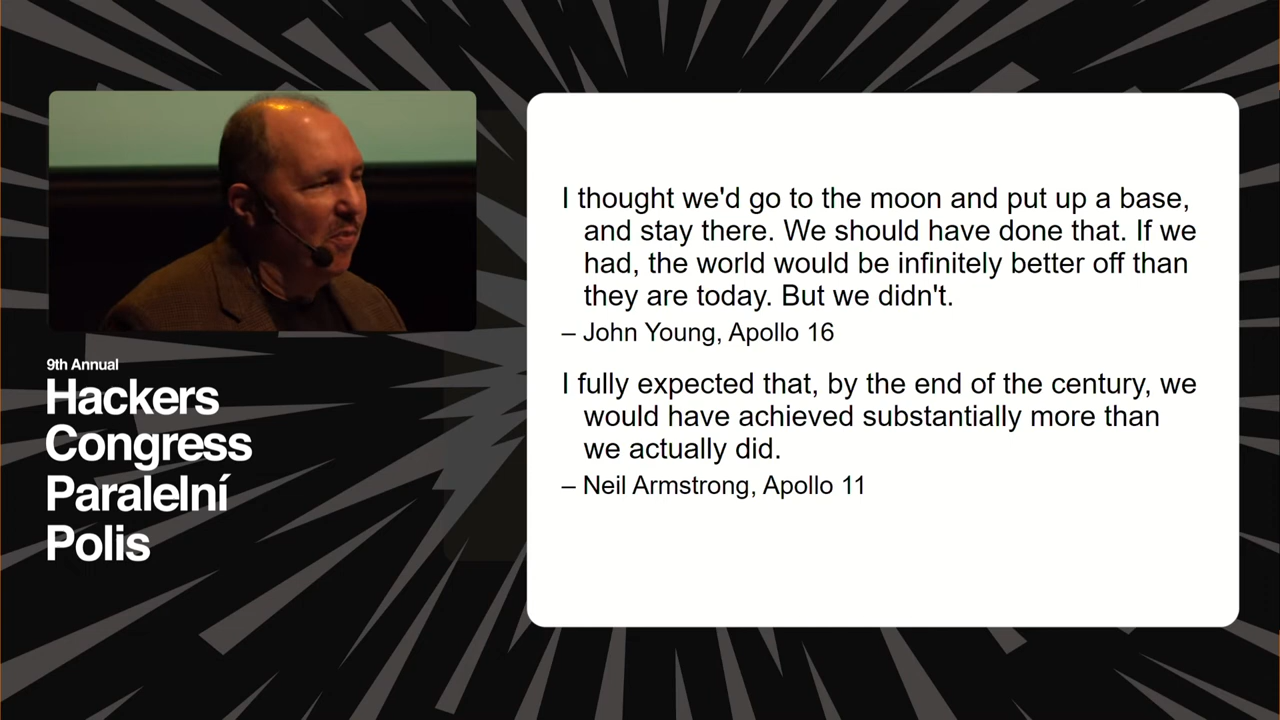 9th Annual
Hackers
Congress
Paralelní
Polis
I thought we'd go to the moon and put up a base,
and stay there. We should have done that. If we
had, the world would be infinitely better off than
they are today. But we didn't.
– John Young, Apollo 16
I fully expected that, by the end of the century, we
would have achieved substantially more than
we actually did.
– Neil Armstrong, Apollo 11